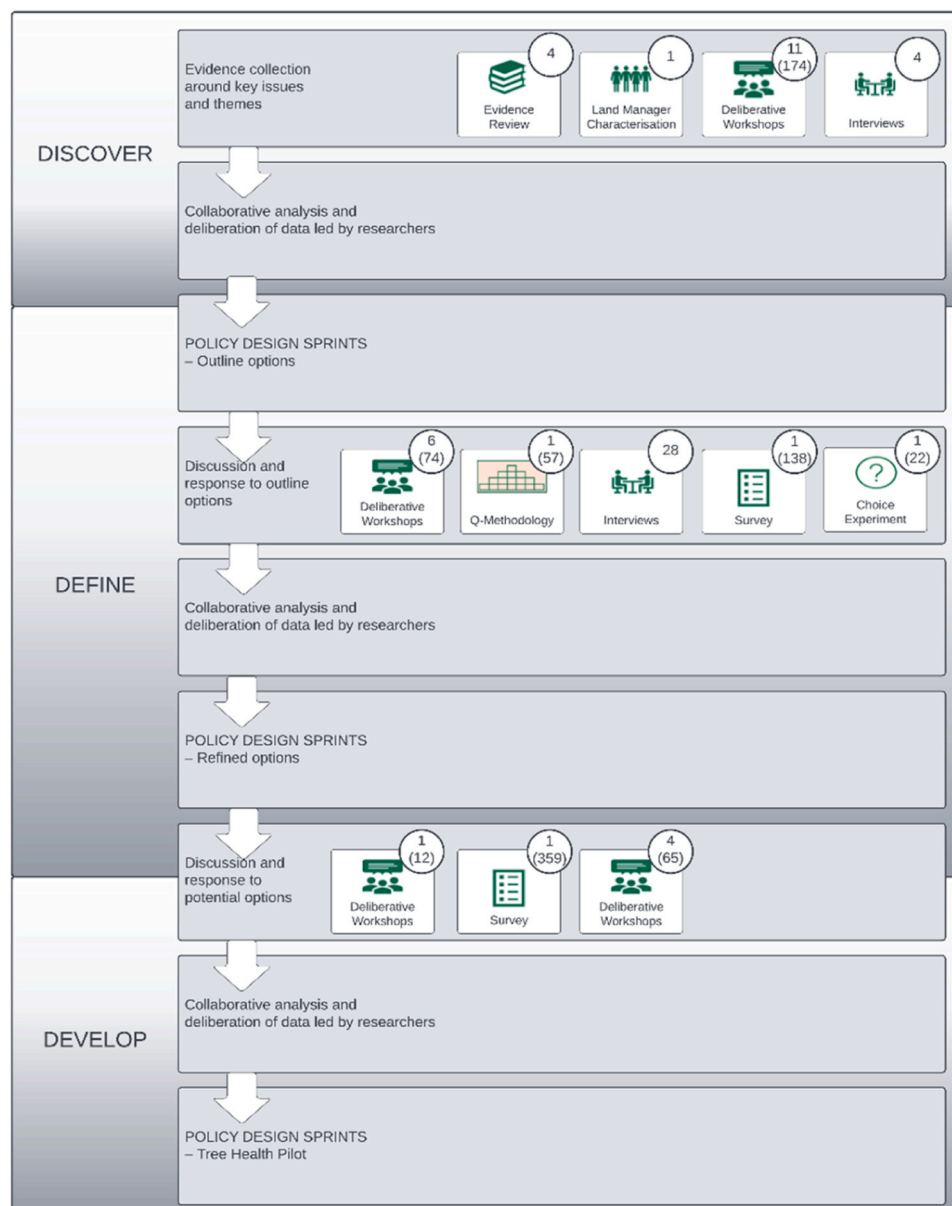 DISCOVER
Evidence collection
around key issues
and themes
4
Evidence
Review
1
Land Manager
Characterisation
11
(174)
Deliberative
Workshops
4
Interviews
Collaborative analysis and
deliberation of data led by researchers
DEFINE
POLICY DESIGN SPRINTS
– Outline options
Discussion and
response to outline
options
6
(74)
Deliberative
Workshops
1
(57)
Q-Methodology
28
Interviews
1
(138)
Survey
1
(22)
?
Choice
Experiment
Collaborative analysis and
deliberation of data led by researchers
POLICY DESIGN SPRINTS
– Refined options
Discussion and
response to
potential options
1
(12)
Deliberative
Workshops
1
(359)
Survey
4
(65)
Deliberative
Workshops
DEVELOP
Collaborative analysis and
deliberation of data led by researchers
POLICY DESIGN SPRINTS
– Tree Health Pilot